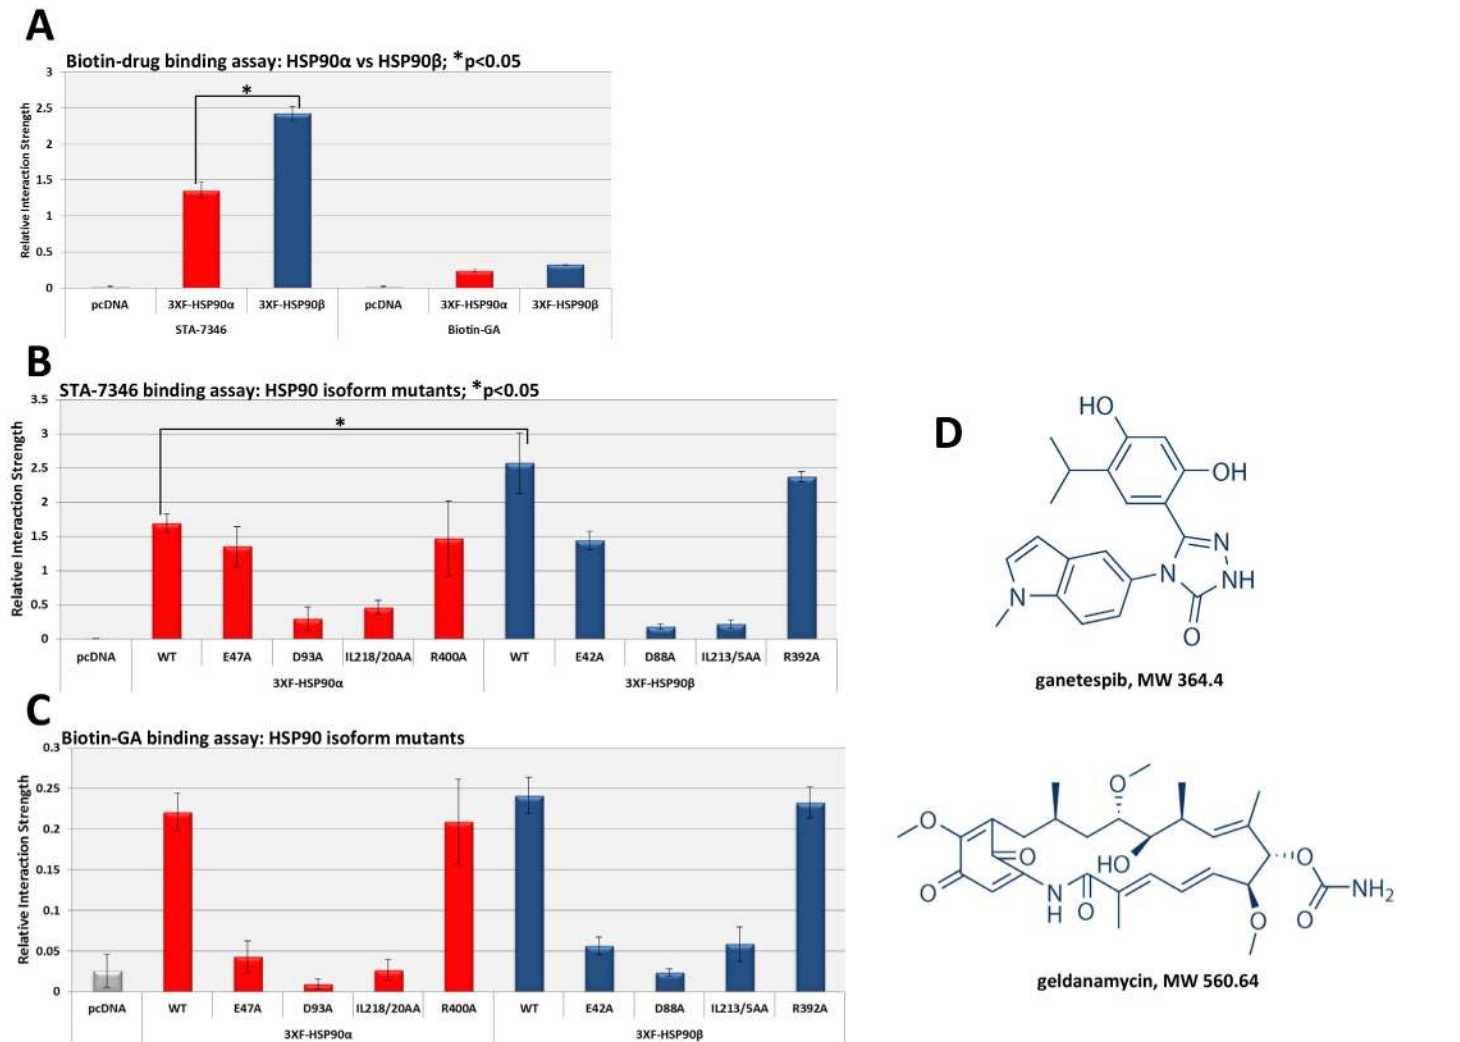 A
Biotin-drug binding assay: HSP90α vs HSP90β; *p<0.05
Relative Interaction Strength
3
2.5
2
1.5
1
0.5
0
*
pcDNA 3XF-HSP90α 3XF-HSP90β pcDNA 3XF-HSP90α 3XF-HSP90β
STA-7346 Biotin-GA
B
STA-7346 binding assay: HSP90 isoform mutants; *p<0.05
Relative Interaction Strength
3.5
3
2.5
2
1.5
1
0.5
0
*
pcDNA WT E47A D93A IL218/20AA R400A WT E42A D88A IL213/5AA R392A
3XF-HSP90α 3XF-HSP90β
C
Biotin-GA binding assay: HSP90 isoform mutants
Relative Interaction Strength
0.3
0.25
0.2
0.15
0.1
0.05
0
pcDNA WT E47A D93A IL218/20AA R400A WT E42A D88A IL213/5AA R392A
3XF-HSP90α 3XF-HSP90β
D
HO
OH
N
N
NH
N
O
ganetespib, MW 364.4
O
O
O
HO
O
O
N
H
O
NH2
O
O
geldanamycin, MW 560.64